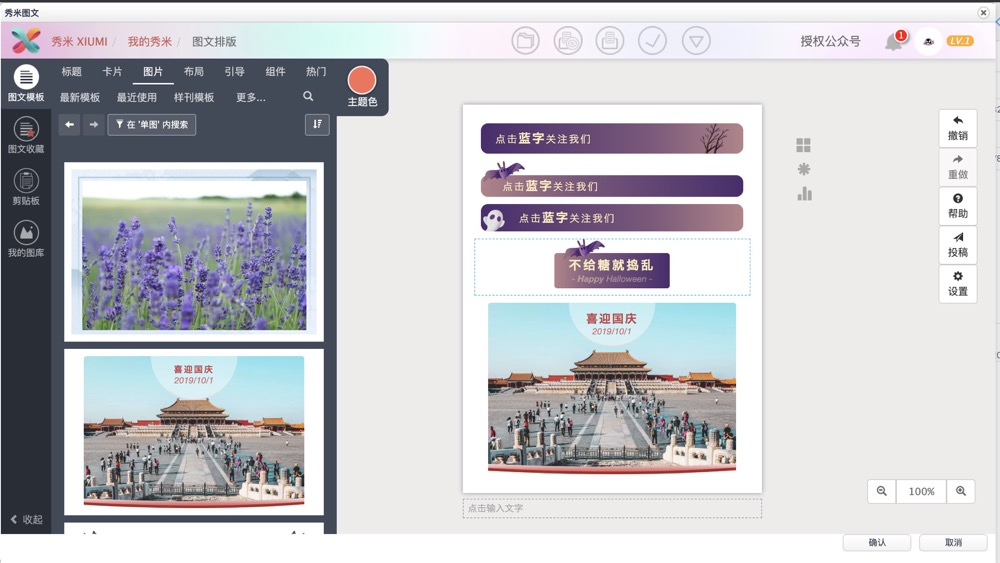 秀米图文
秀米 XIUMI / 我的秀米 / 图文排版
授权公众号
1
LV.1
图文模板
图文收藏
剪贴板
我的图库
收起
标题 卡片 图片 布局 引导 组件 热门
最新模板 最近使用 样刊模板 更多...
主题色
在 '单图' 内搜索
喜迎国庆
2019/10/1
点击蓝字关注我们
点击蓝字关注我们
点击蓝字关注我们
不给糖就捣乱
- Happy Halloween -
喜迎国庆
2019/10/1
点击输入文字
撤销
重做
帮助
投稿
设置
100%
确认
取消